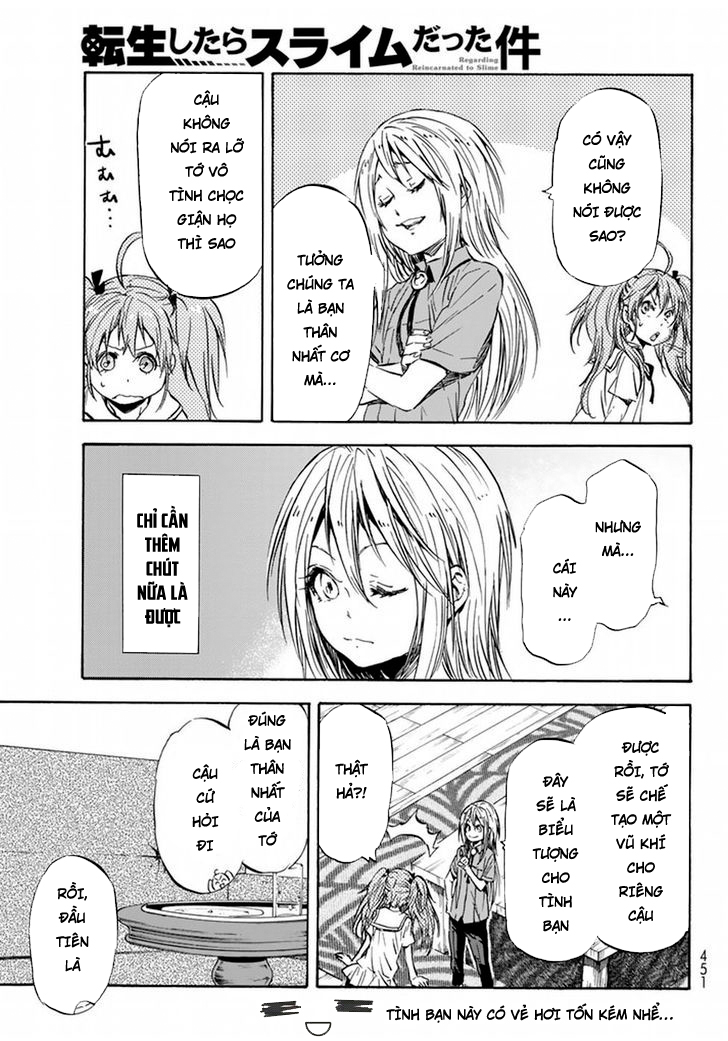 転生したらスライムだった件
Regarding
Reincarnated to Slime
CÓ VẬY
CŨNG
KHÔNG
NÓI ĐƯỢC
SAO?
TƯỞNG
CHÚNG TA
LÀ BẠN
THÂN
NHẤT CƠ
MÀ...
CẬU
KHÔNG
NÓI RA LỠ
TỚ VÔ
TÌNH CHỌC
GIẬN HỌ
THÌ SAO
むむむ…
NHƯNG
MÀ...
CÁI
NÀY
...
CHỈ CẦN
THÊM
CHÚT
NỮA LÀ
ĐƯỢC
ĐƯỢC
RỒI, TỚ
SẼ CHẾ
TẠO MỘT
VŨ KHÍ
CHO
RIÊNG
CẬU
ĐÂY
SẼ LÀ
BIỂU
TƯỢNG
CHO
TÌNH
BẠN
THẬT
HẢ?!
ĐÚNG
LÀ BẠN
THÂN
NHẤT CỦA
TỚ
CẬU
CỨ
HỎI
ĐI
RỒI,
ĐẦU
TIÊN
LÀ
451
TÌNH BẠN NÀY CÓ VẺ HƠI TỐN KÉM NHỂ...